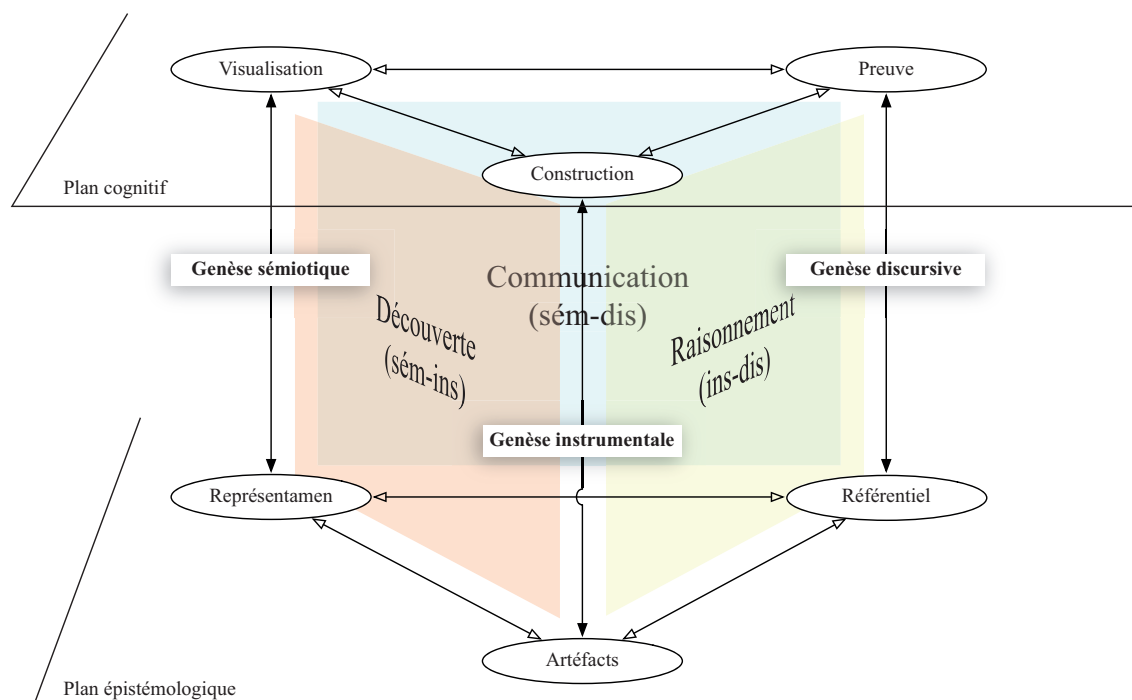 Visualisation
Preuve
Construction
Plan cognitif
Genèse sémiotique
Genèse discursive
Communication
(sém-dis)
Découverte
(sém-ins)
Raisonnement
(ins-dis)
Genèse instrumentale
Représentamen
Référentiel
Artéfacts
Plan épistémologique